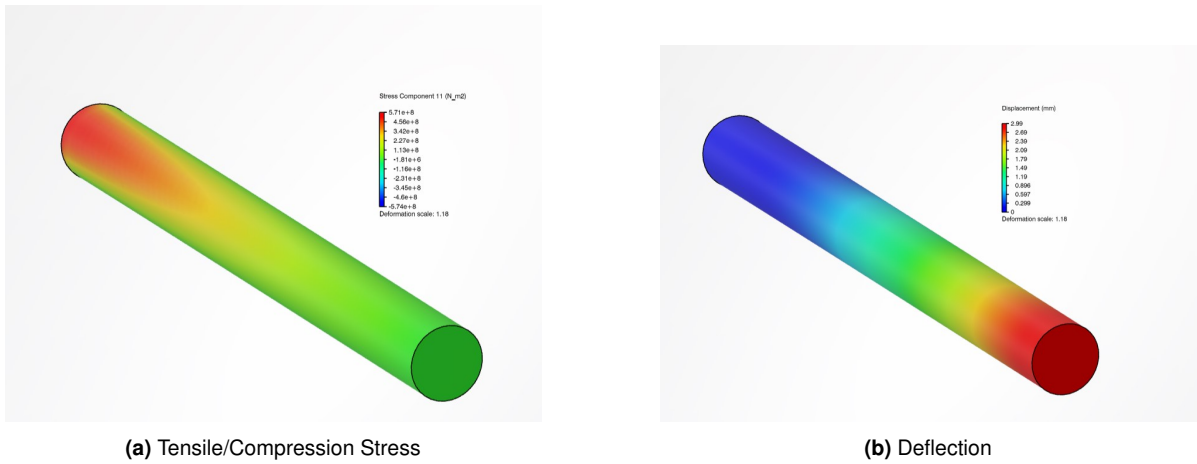 Stress Component 11 (N_m2)
5.71e+8
4.56e+8
3.42e+8
2.27e+8
1.13e+8
-1.81e+6
-1.16e+8
-2.31e+8
-3.45e+8
-4.6e+8
-5.74e+8
Deformation scale: 1.18
Displacement (mm)
2.99
2.69
2.39
2.09
1.79
1.49
1.19
0.896
0.597
0.299
0
Deformation scale: 1.18
(a) Tensile/Compression Stress
(b) Deflection